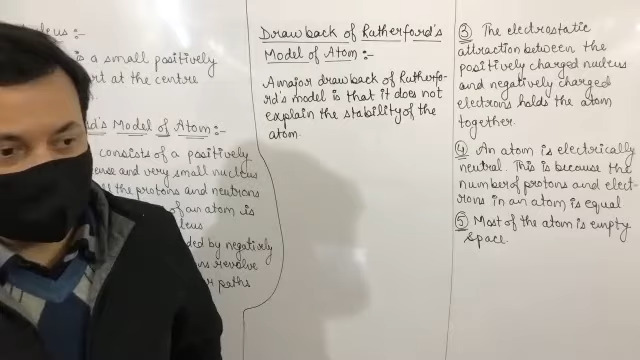 leus:-
is a small positively
rt at the centre
rd's Model of Atom:-
consists of a positively
ense and very small nucleus
ll the protons and neutrons
of an atom is
cleus
ded by negatively
ns revolve
r paths
Drawback of Rutherford's
Model of Atom:-
A major drawback of Rutherfo-
rd's model is that it does not
explain the stability of the
atom.
③ The electrostatic
attraction between the
positively charged nucleus
and negatively charged
electrons holds the atom
together.
④ An atom is electrically
neutral. This is because the
number of protons and elect-
rons in an atom is equal
⑤ Most of the atom is empty
space.